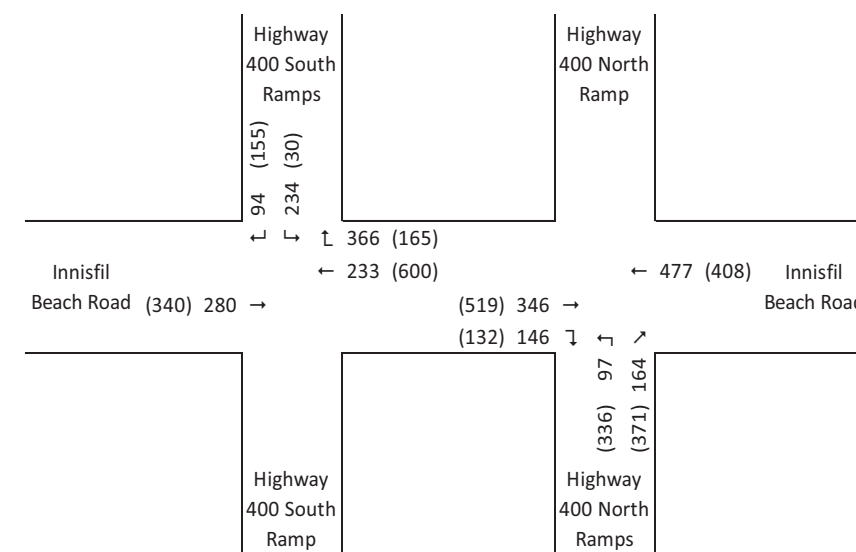 Highway
400 South
Ramps
Highway
400 North
Ramp
94 (155)
234 (30)
↵ ↳ ↑ 366 (165)
← 233 (600)
← 477 (408)
Innisfil
Beach Road
(340) 280 →
(519) 346 →
(132) 146
Innisfil
Beach Road
(336) 97
(371) 164
Highway
400 South
Ramp
Highway
400 North
Ramps